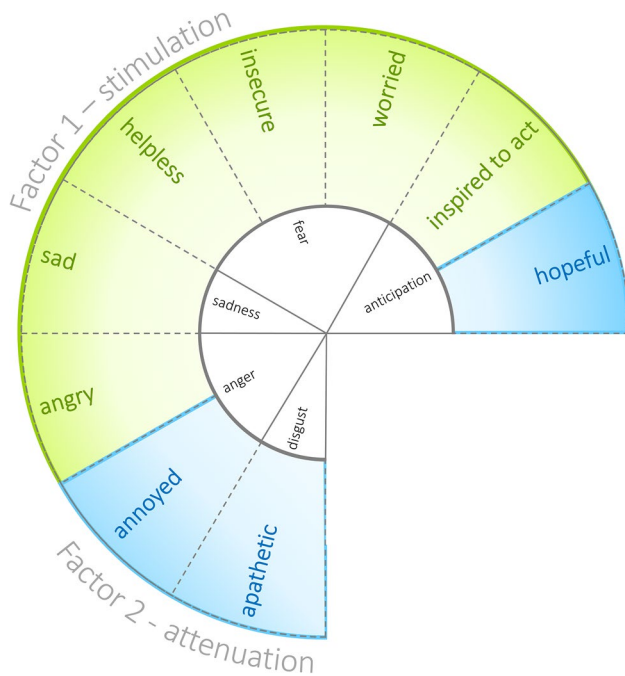 Factor 1 – stimulation
insecure
worried
helpless
inspired to act
sad
hopeful
angry
annoyed
apathetic
fear
anticipation
sadness
anger
disgust
Factor 2 - attenuation